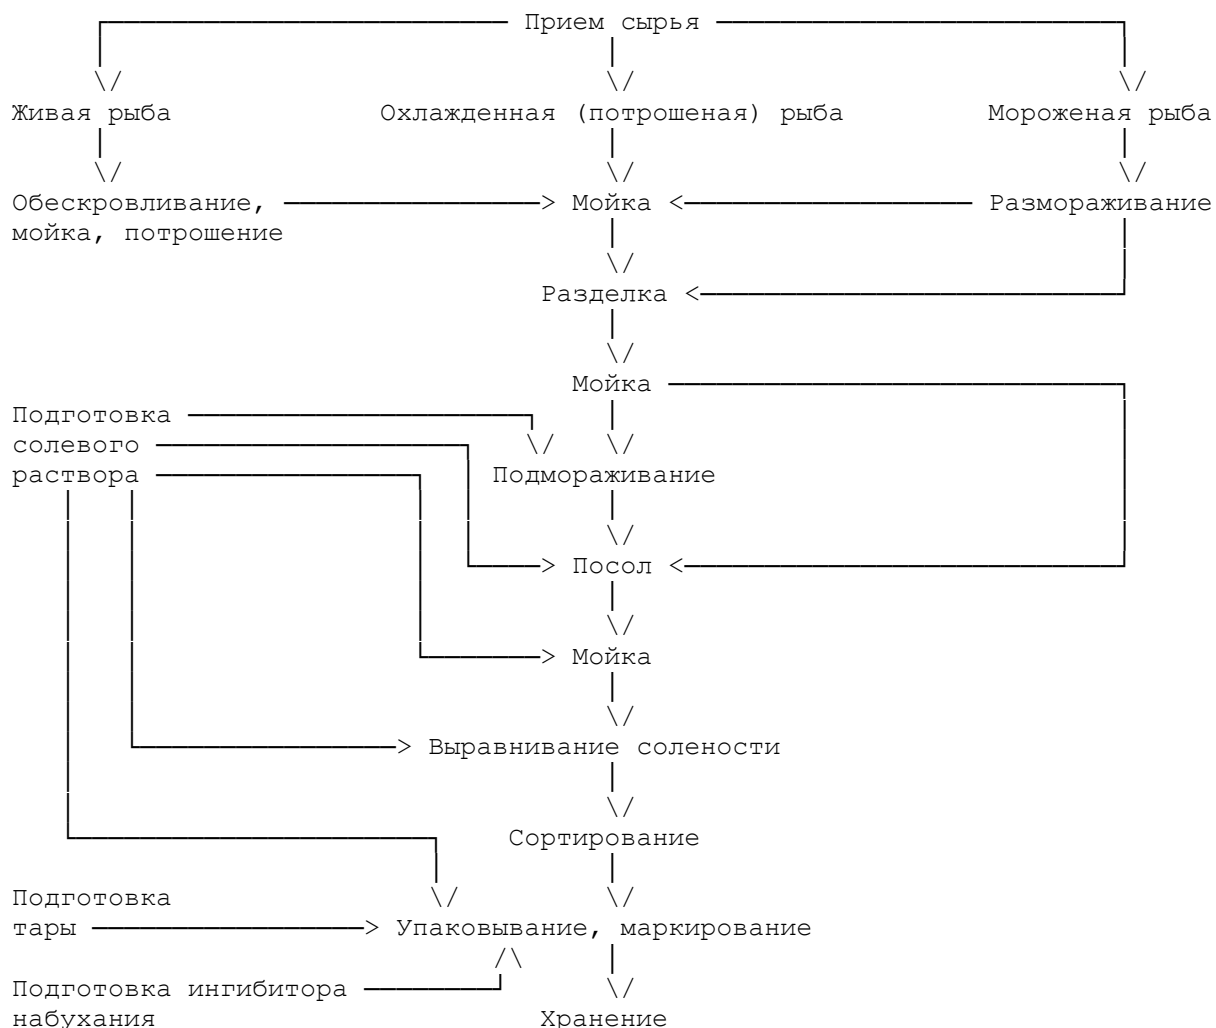 Прием сырья
Живая рыба Охлажденная (потрошеная) рыба Мороженая рыба
Обескровливание, Мойка Размораживание
мойка, потрошение
Разделка
Мойка
Подготовка
солевого
раствора Подмораживание
Посол
Мойка
Выравнивание солености
Сортирование
Подготовка
тары Упаковывание, маркирование
Подготовка ингибитора
набухания Хранение